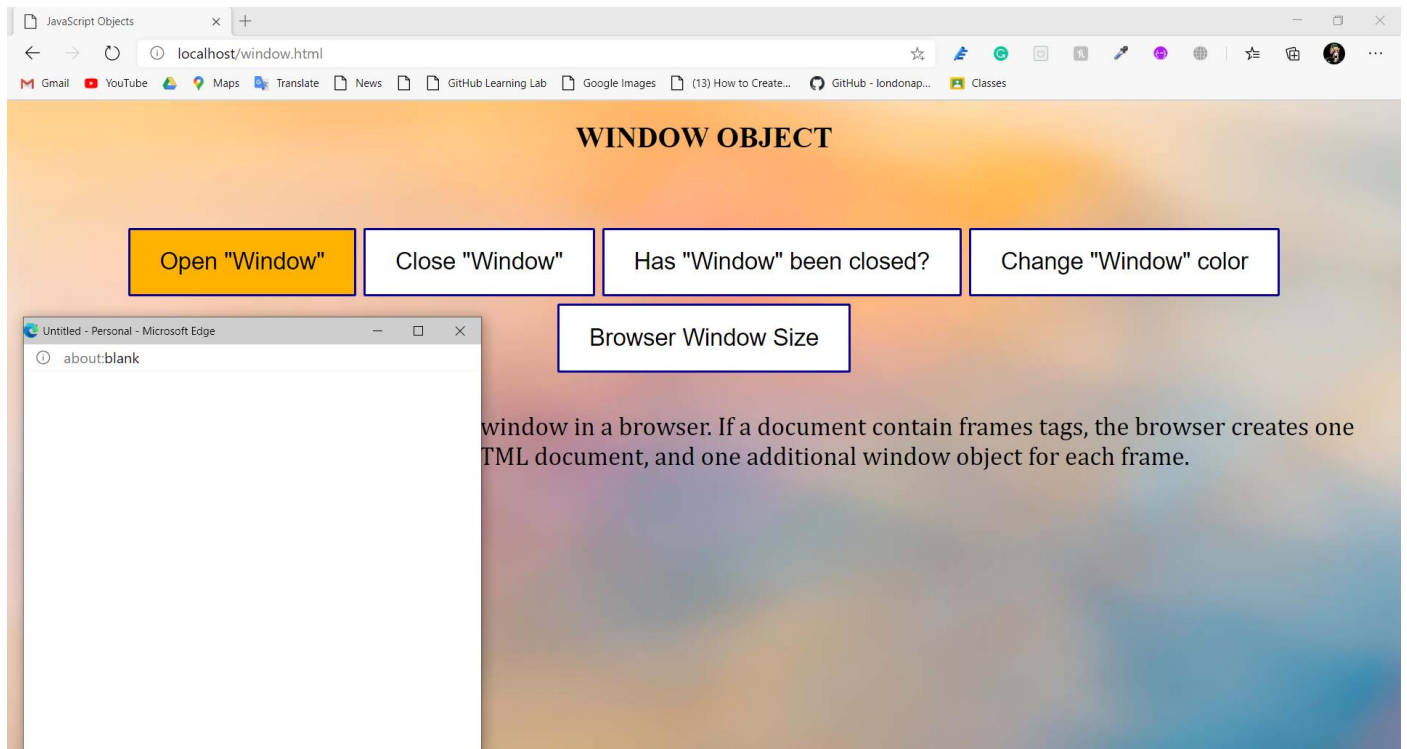 JavaScript Objects
localhost/window.html
Gmail YouTube Maps Translate News GitHub Learning Lab Google Images (13) How to Create... GitHub - londonap... Classes
WINDOW OBJECT
Open "Window" Close "Window" Has "Window" been closed? Change "Window" color
Browser Window Size
Untitled - Personal - Microsoft Edge
about:blank
window in a browser. If a document contain frames tags, the browser creates one
TML document, and one additional window object for each frame.